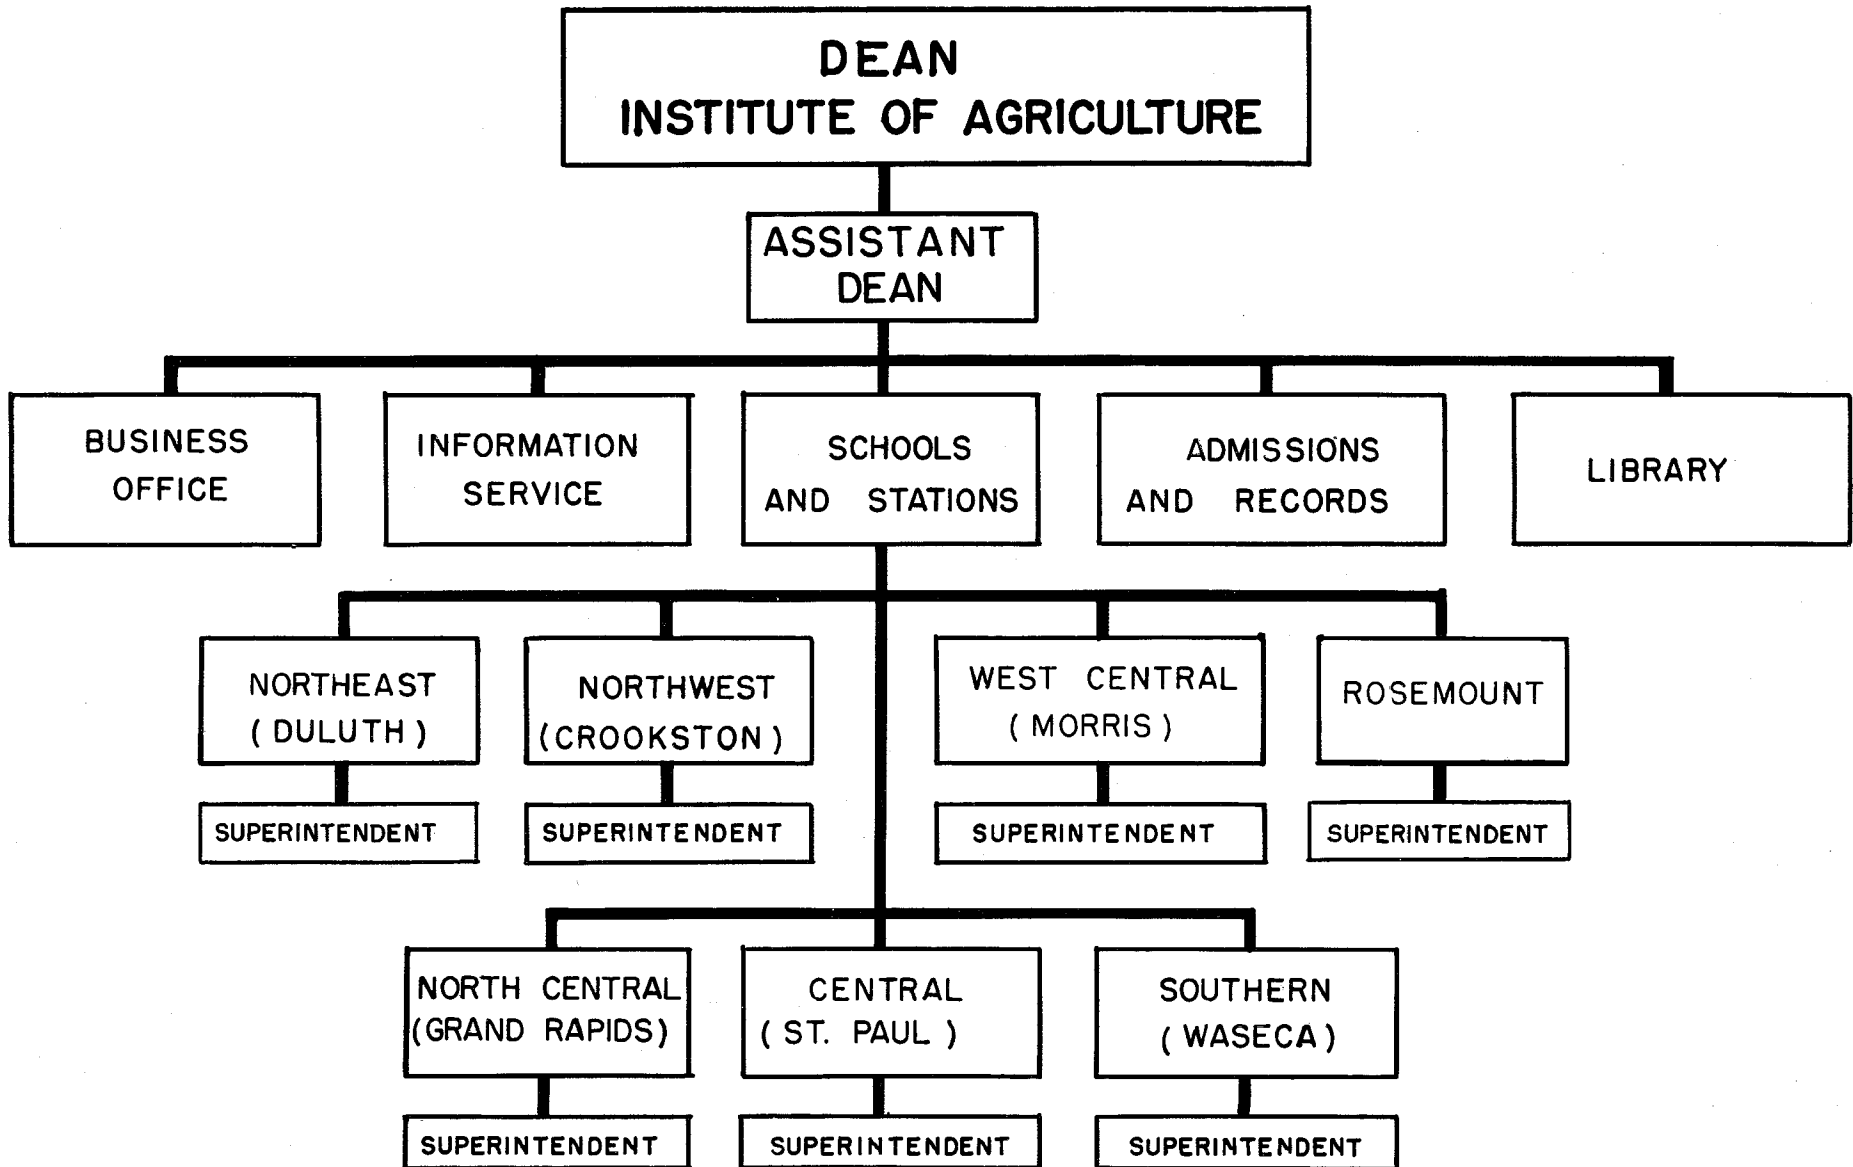 DEAN
INSTITUTE OF AGRICULTURE
ASSISTANT
DEAN
BUSINESS
OFFICE
INFORMATION
SERVICE
SCHOOLS
AND STATIONS
ADMISSIONS
AND RECORDS
LIBRARY
NORTHEAST
(DULUTH)
NORTHWEST
(CROOKSTON)
WEST CENTRAL
(MORRIS)
ROSEMOUNT
SUPERINTENDENT
SUPERINTENDENT
SUPERINTENDENT
SUPERINTENDENT
NORTH CENTRAL
(GRAND RAPIDS)
CENTRAL
(ST. PAUL)
SOUTHERN
(WASECA)
SUPERINTENDENT
SUPERINTENDENT
SUPERINTENDENT